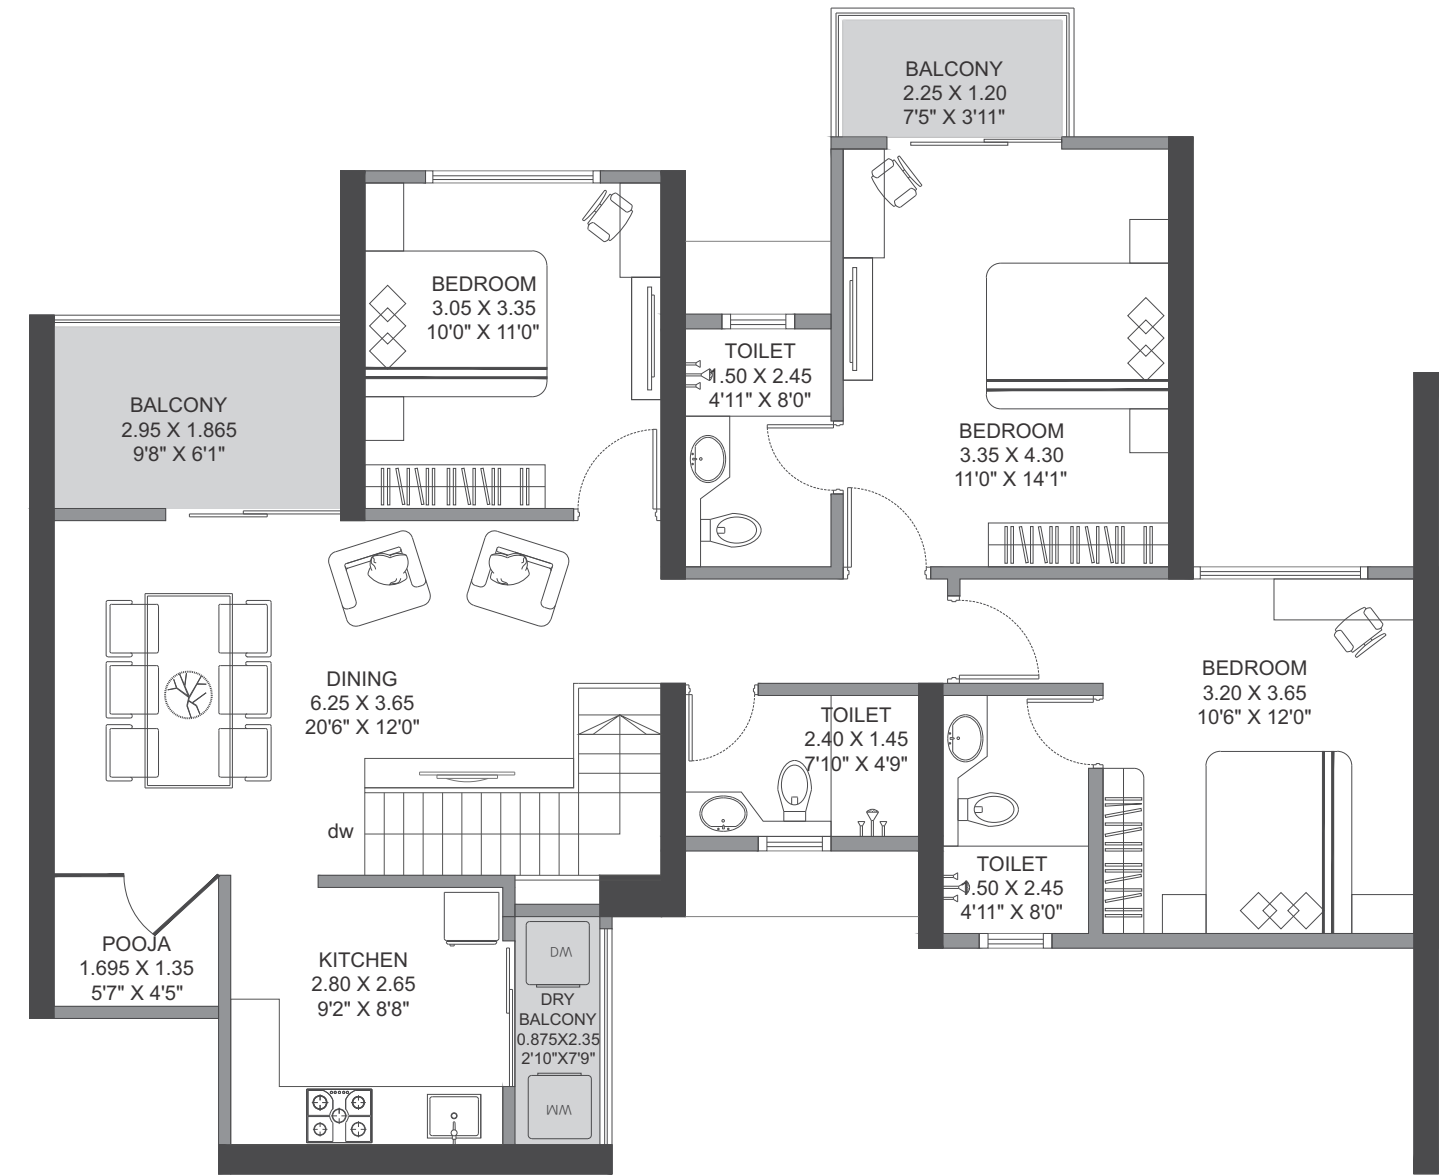 BALCONY
2.25 X 1.20
7'5" X 3'11"
BEDROOM
3.05 X 3.35
10'0" X 11'0"
TOILET
1.50 X 2.45
4'11" X 8'0"
BALCONY
2.95 X 1.865
9'8" X 6'1"
BEDROOM
3.35 X 4.30
11'0" X 14'1"
DINING
6.25 X 3.65
20'6" X 12'0"
BEDROOM
3.20 X 3.65
10'6" X 12'0"
TOILET
2.40 X 1.45
7'10" X 4'9"
dw
TOILET
1.50 X 2.45
4'11" X 8'0"
POOJA
1.695 X 1.35
5'7" X 4'5"
KITCHEN
2.80 X 2.65
9'2" X 8'8"
WD
DRY
BALCONY
0.875X2.35
2'10"X7'9"
WM